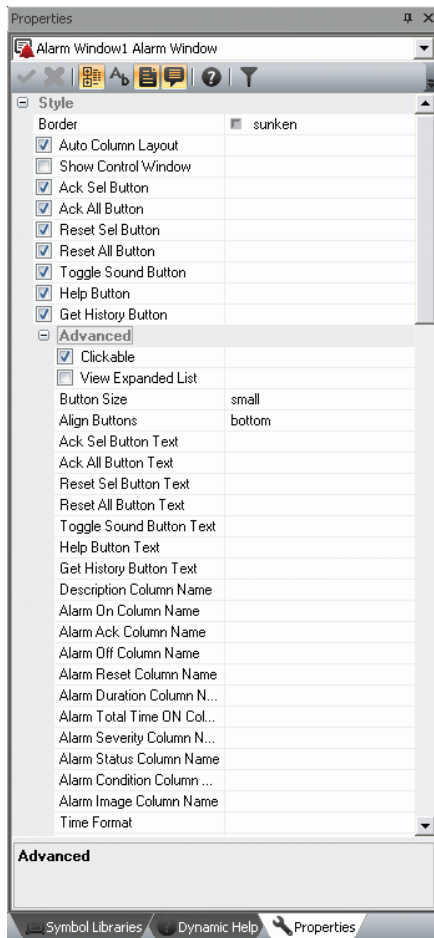 Properties
Alarm Window1 Alarm Window
Style
Border sunken
Auto Column Layout
Show Control Window
Ack Sel Button
Ack All Button
Reset Sel Button
Reset All Button
Toggle Sound Button
Help Button
Get History Button
Advanced
Clickable
View Expanded List
Button Size small
Align Buttons bottom
Ack Sel Button Text
Ack All Button Text
Reset Sel Button Text
Reset All Button Text
Toggle Sound Button Text
Help Button Text
Get History Button Text
Description Column Name
Alarm On Column Name
Alarm Ack Column Name
Alarm Off Column Name
Alarm Reset Column Name
Alarm Duration Column N...
Alarm Total Time ON Col...
Alarm Severity Column N...
Alarm Status Column Name
Alarm Condition Column ...
Alarm Image Column Name
Time Format
Advanced
Symbol Libraries Dynamic Help Properties